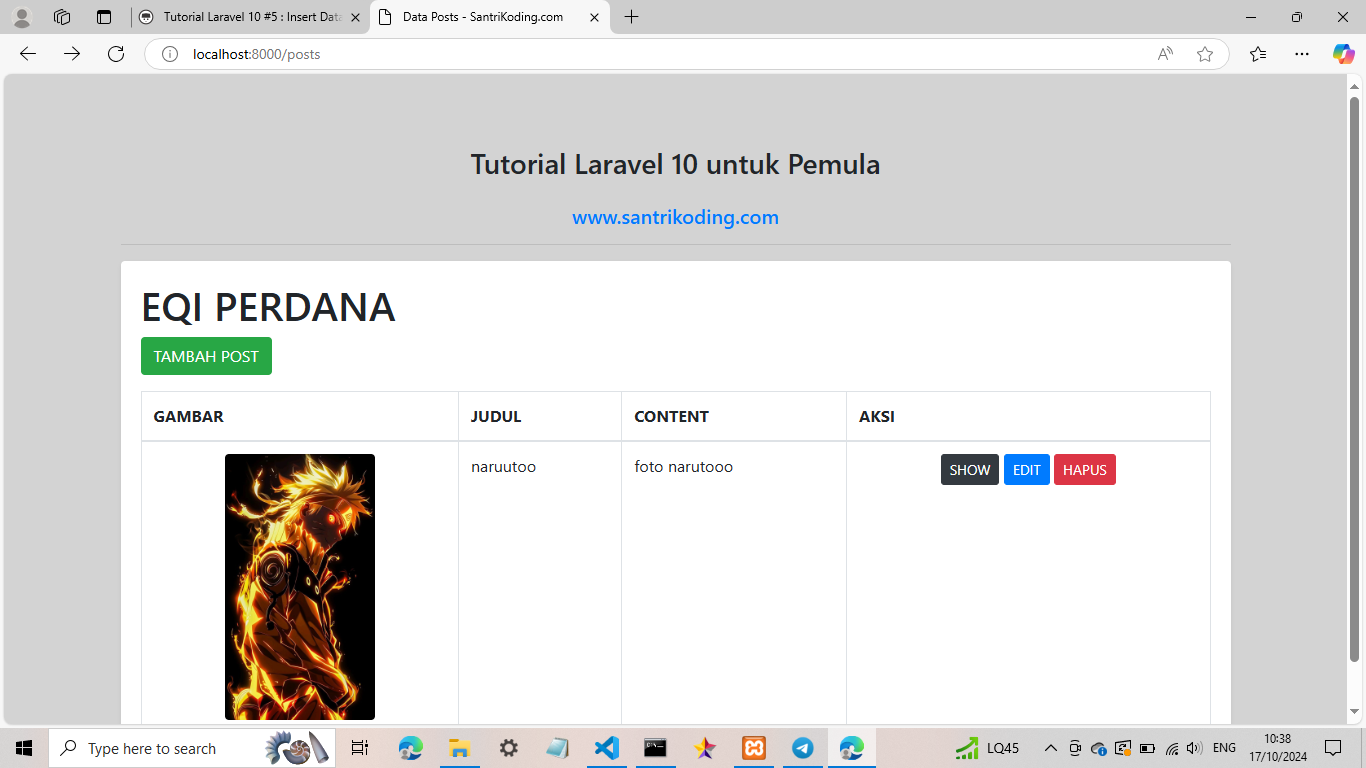 Tutorial Laravel 10 #5 : Insert Data
Data Posts - SantriKoding.com
localhost:8000/posts
Tutorial Laravel 10 untuk Pemula
www.santrikoding.com
EQI PERDANA
TAMBAH POST
GAMBAR JUDUL CONTENT AKSI
naruutoo foto narutooo SHOW EDIT HAPUS
Type here to search
LQ45
ENG
10:38
17/10/2024